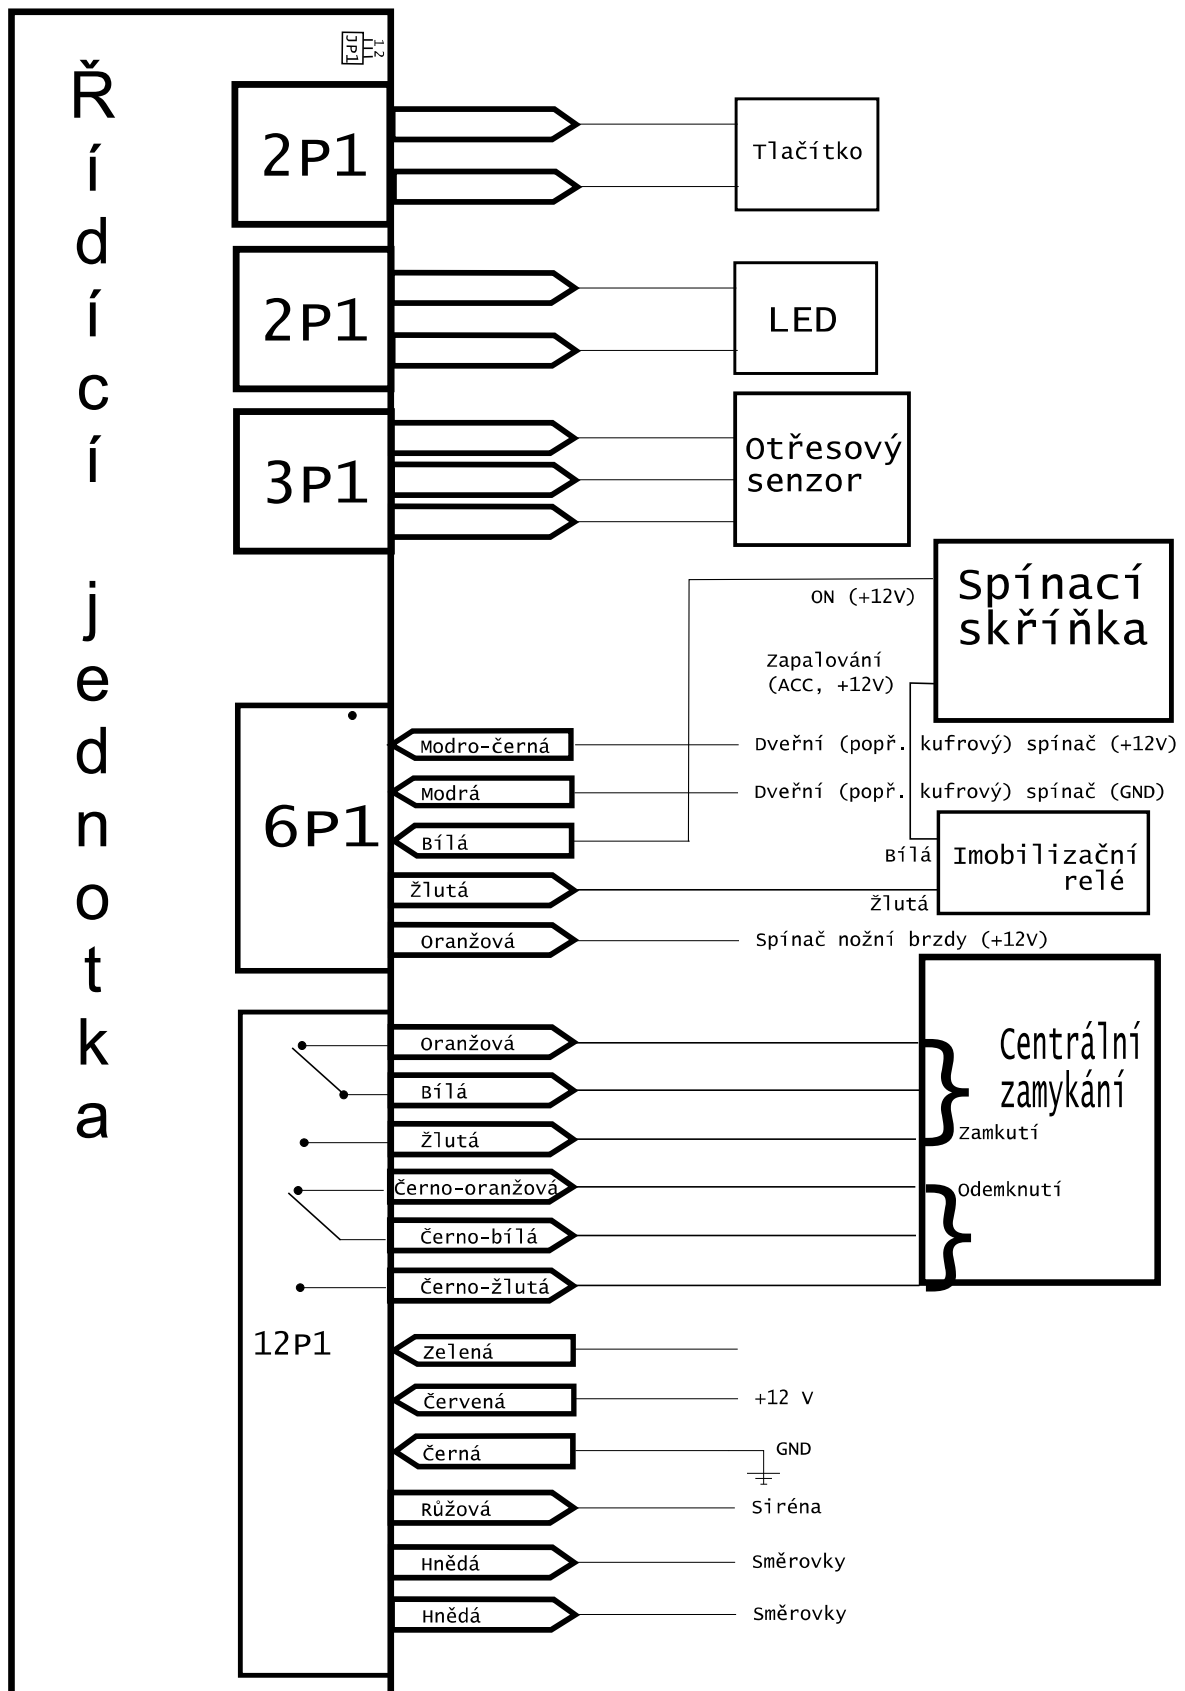 Řídící jednotka
1 2
JP1
2P1
Tlačítko
2P1
LED
3P1
Otřesový
senzor
Spínací
skříňka
ON (+12V)
Zapalování
(ACC, +12V)
6P1
Modro-černá
Dveřní (popř. kufrový) spínač (+12V)
Modrá
Dveřní (popř. kufrový) spínač (GND)
Bílá
Bílá
Imobilizační
relé
Žlutá
Žlutá
Oranžová
Spínač nožní brzdy (+12V)
Centrální
zamykání
Oranžová
Bílá
Žlutá
Zamkutí
Černo-oranžová
Odemknutí
Černo-bílá
Černo-žlutá
12P1
Zelená
Červená
+12 V
Černá
GND
Růžová
Siréna
Hnědá
Směrovky
Hnědá
Směrovky